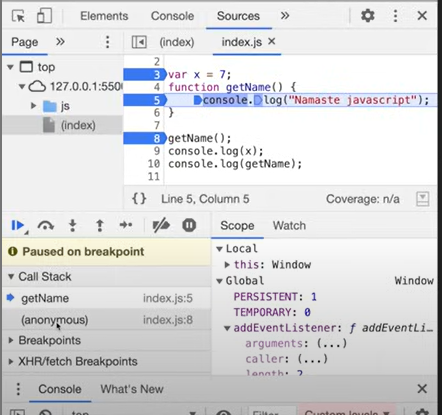 Elements Console Sources »
Page » (index) index.js ×
top
127.0.0.1:5500
js
(index)
2
3 var x = 7;
4 function getName() {
5 console.log("Namaste javascript");
6 }
7
8 getName();
9 console.log(x);
10 console.log(getName);
11
{} Line 5, Column 5 Coverage: n/a
Paused on breakpoint
Call Stack
getName index.js:5
(anonymous) index.js:8
Breakpoints
XHR/fetch Breakpoints
Scope Watch
Local
this: Window
Global Window
PERSISTENT: 1
TEMPORARY: 0
addEventListener: ƒ addEventLi…
arguments: (...)
caller: (...)
length: 2
Console What's New
top Filter Custom levels